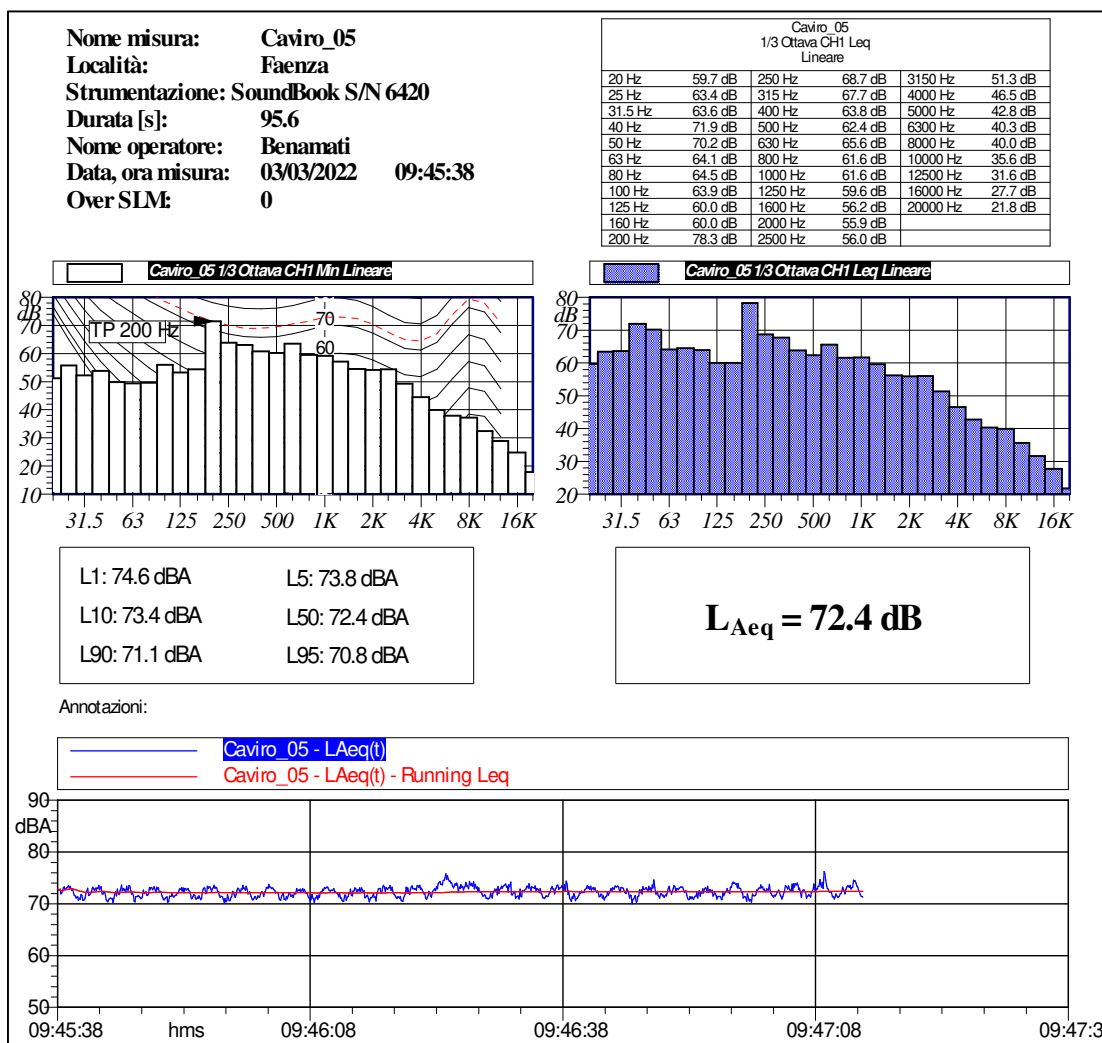 Nome misura: Caviro_05
Località: Faenza
Strumentazione: SoundBook S/N 6420
Durata [s]: 95.6
Nome operatore: Benamati
Data, ora misura: 03/03/2022 09:45:38
Over SLM: 0
Caviro_05
1/3 Ottava CH1 Leq
Lineare
20 Hz 59.7 dB 250 Hz 68.7 dB 3150 Hz 51.3 dB
25 Hz 63.4 dB 315 Hz 67.7 dB 4000 Hz 46.5 dB
31.5 Hz 63.6 dB 400 Hz 63.8 dB 5000 Hz 42.8 dB
40 Hz 71.9 dB 500 Hz 62.4 dB 6300 Hz 40.3 dB
50 Hz 70.2 dB 630 Hz 65.6 dB 8000 Hz 40.0 dB
63 Hz 64.1 dB 800 Hz 61.6 dB 10000 Hz 35.6 dB
80 Hz 64.5 dB 1000 Hz 61.6 dB 12500 Hz 31.6 dB
100 Hz 63.9 dB 1250 Hz 59.6 dB 16000 Hz 27.7 dB
125 Hz 60.0 dB 1600 Hz 56.2 dB 20000 Hz 21.8 dB
160 Hz 60.0 dB 2000 Hz 55.9 dB
200 Hz 78.3 dB 2500 Hz 56.0 dB
Caviro_05 1/3 Ottava CH1 Min Lineare
80
dB
70
60
50
40
30
20
10
TP 200 Hz
70
60
31.5 63 125 250 500 1K 2K 4K 8K 16K
Caviro_05 1/3 Ottava CH1 Leq Lineare
80
dB
70
60
50
40
30
20
31.5 63 125 250 500 1K 2K 4K 8K 16K
L1: 74.6 dBA L5: 73.8 dBA
L10: 73.4 dBA L50: 72.4 dBA
L90: 71.1 dBA L95: 70.8 dBA
LAeq = 72.4 dB
Annotazioni:
Caviro_05 - LAeq(t)
Caviro_05 - LAeq(t) - Running Leq
90
dBA
80
70
60
50
09:45:38 hms 09:46:08 09:46:38 09:47:08 09:47:3